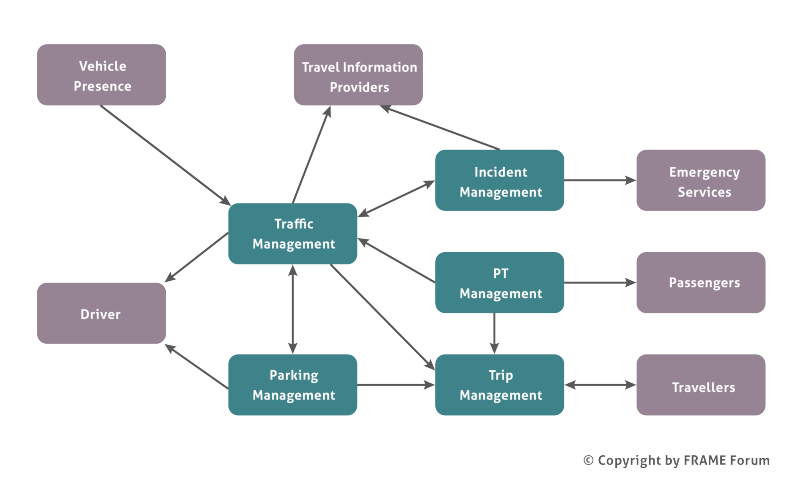 Vehicle
Presence
Travel Information
Providers
Incident
Management
Emergency
Services
Traffic
Management
PT
Management
Passengers
Driver
Parking
Management
Trip
Management
Travellers
© Copyright by FRAME Forum